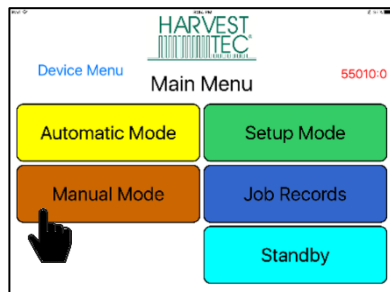 HARVEST
TEC
Device Menu
Main Menu
55010:0
Automatic Mode
Setup Mode
Manual Mode
Job Records
Standby